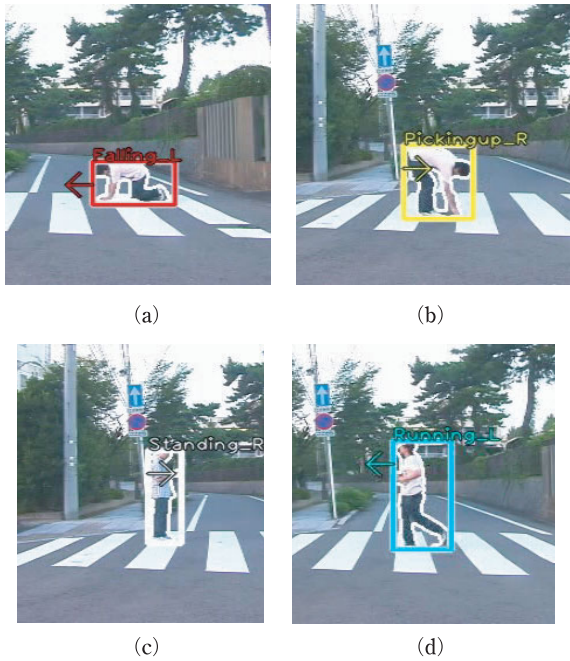 Falling_L
Pickingup_R
(a)
(b)
Standing_R
Running_L
(c)
(d)